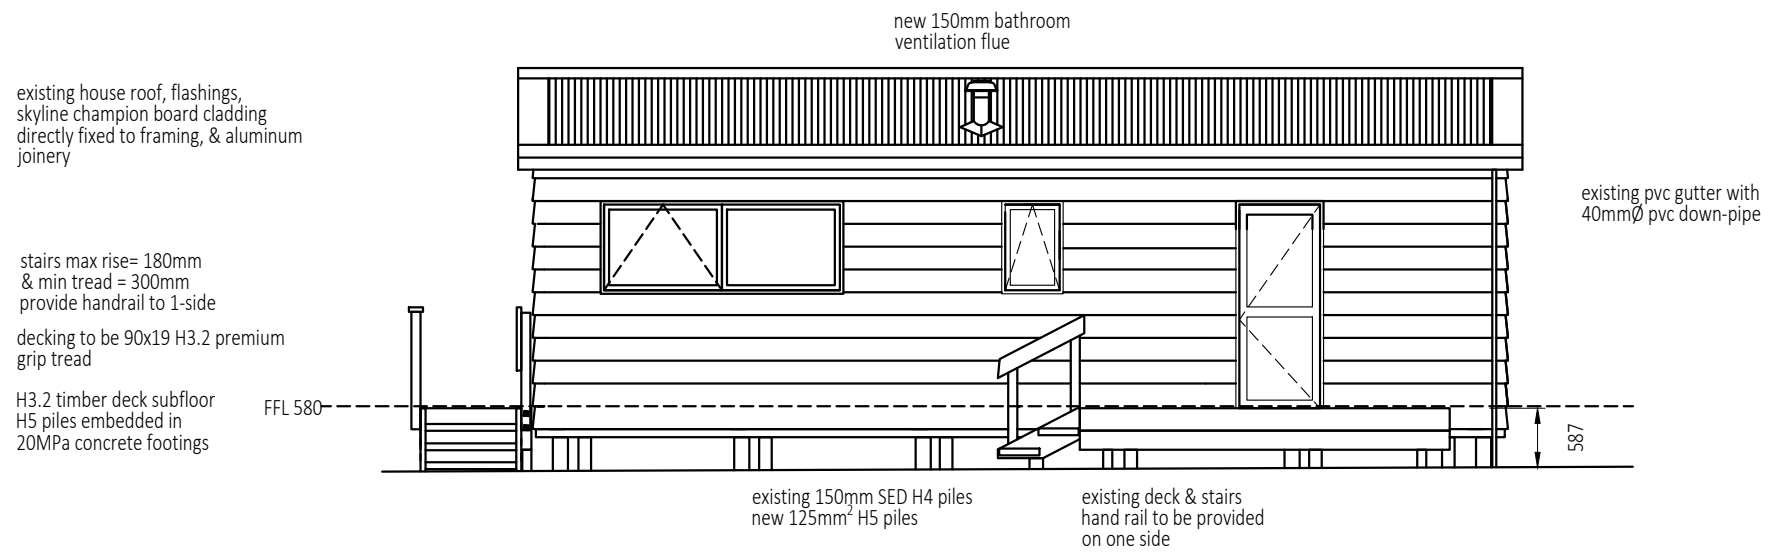 new 150mm bathroom
ventilation flue
existing house roof, flashings,
skyline champion board cladding
directly fixed to framing, & aluminum
joinery
existing pvc gutter with
40mmØ pvc down-pipe
stairs max rise= 180mm
& min tread = 300mm
provide handrail to 1-side
decking to be 90x19 H3.2 premium
grip tread
H3.2 timber deck subfloor
H5 piles embedded in
20MPa concrete footings
FFL 580
587
existing 150mm SED H4 piles
new 125mm² H5 piles
existing deck & stairs
hand rail to be provided
on one side